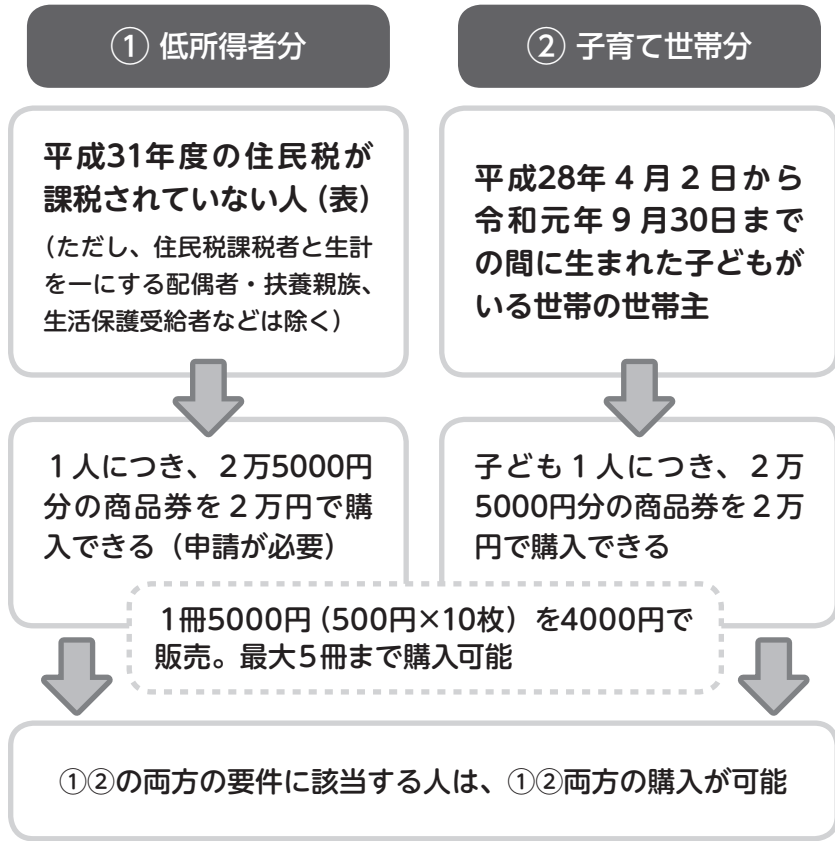 ① 低所得者分
平成31年度の住民税が
課税されていない人（表）
（ただし、住民税課税者と生計
を一にする配偶者・扶養親族、
生活保護受給者などは除く）
１人につき、２万5000円
分の商品券を２万円で購
入できる（申請が必要）
② 子育て世帯分
平成28年４月２日から
令和元年９月30日まで
の間に生まれた子どもが
いる世帯の世帯主
子ども１人につき、２万
5000円分の商品券を２万
円で購入できる
1冊5000円（500円×10枚）を4000円で
販売。最大５冊まで購入可能
①②の両方の要件に該当する人は、①②両方の購入が可能